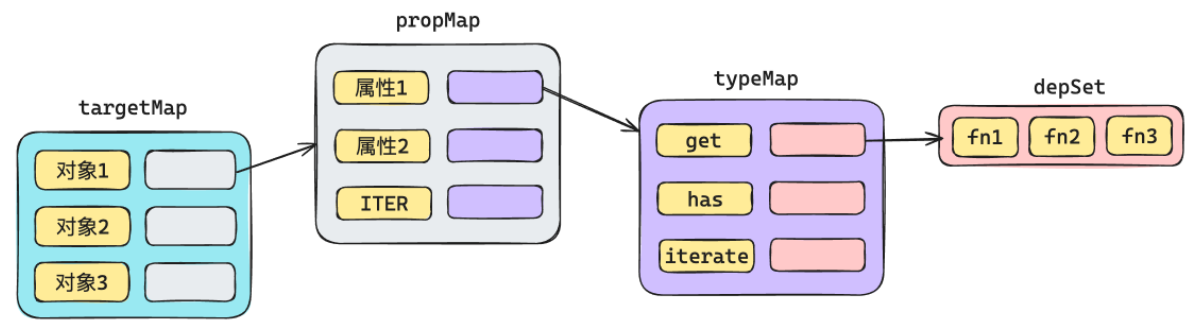 targetMap
对象1
对象2
对象3
propMap
属性1
属性2
ITER
typeMap
get
has
iterate
depSet
fn1 fn2 fn3